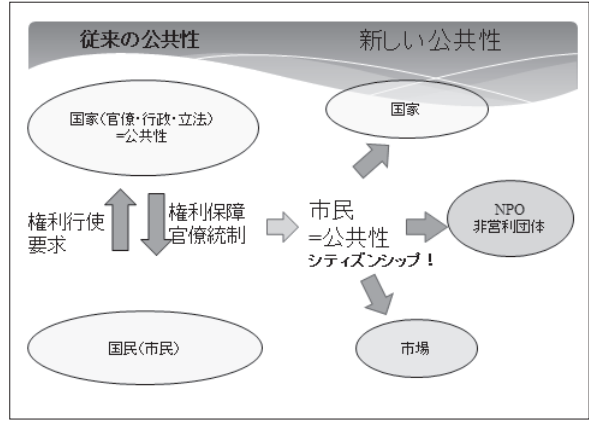 従来の公共性
新しい公共性
国家(官僚・行政・立法)
=公共性
権利行使
要求
権利保障
官僚統制
国民(市民)
国家
市民
=公共性
シティズンシップ!
NPO
非営利団体
市場